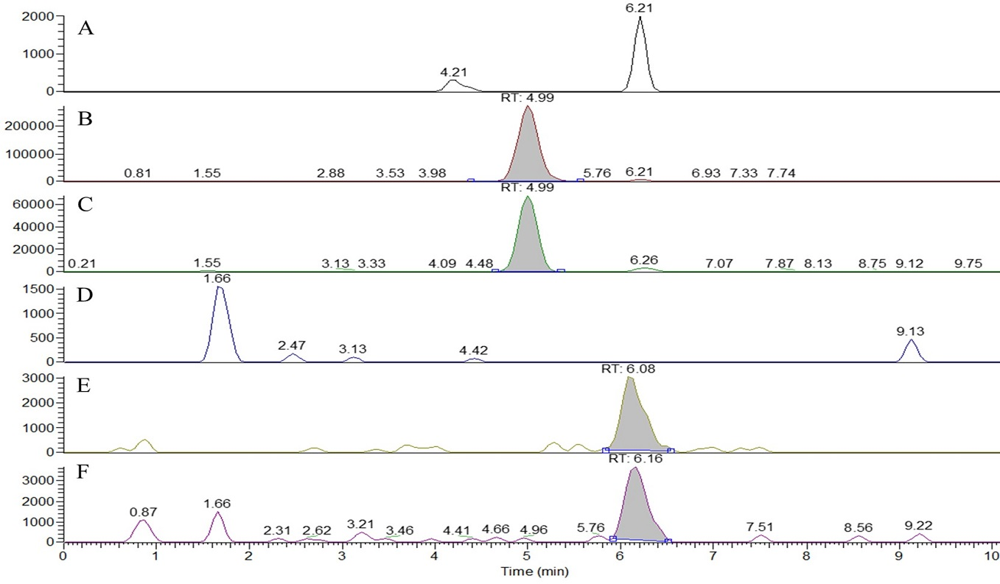 2000
1000
0
A
4.21
6.21
200000
100000
0
B
0.81 1.55 2.88 3.53 3.98 RT: 4.99 5.76 6.21 6.93 7.33 7.74
60000
40000
20000
0
C
0.21 1.55 3.13 3.33 4.09 4.48 RT: 4.99 6.26 7.07 7.87 8.13 8.75 9.12 9.75
1500
1000
500
0
D
1.66 2.47 3.13 4.42 9.13
3000
2000
1000
0
E
RT: 6.08
3000
2000
1000
0
F
0.87 1.66 2.31 2.62 3.21 3.46 4.41 4.66 4.96 5.76 RT: 6.16 7.51 8.56 9.22
0 1 2 3 4 5 6 7 8 9 10
Time (min)